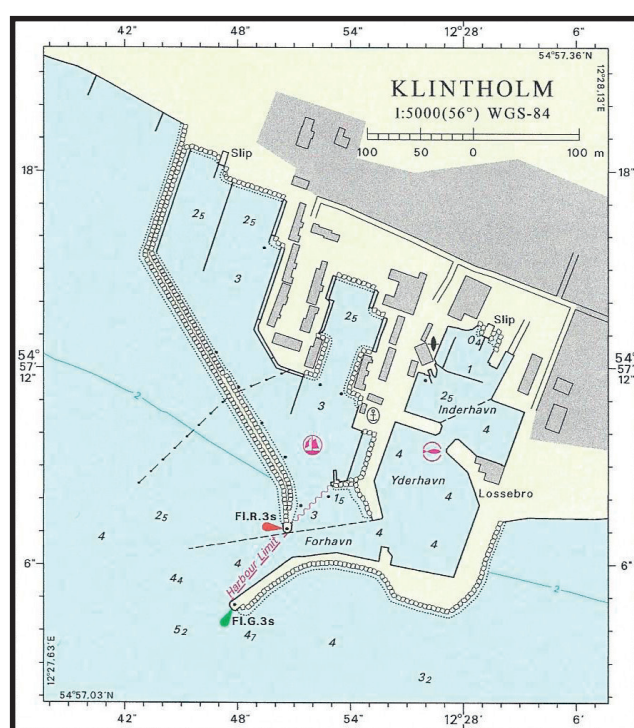 42" 48" 54" 12°28' 6"
54°57.36'N
12°28.13'E
KLINTHOLM
1:5000(56°) WGS-84
100 50 0 100 m
18" 18"
Slip
2₅ 2₅
3
2₅
Slip
0₄
1
54° 54°
57' 57'
12" 12"
2₅
Inderhavn
3
4
2
4
Yderhavn
4
Lossebro
1₅
2₅
Fl.R.3s
3
4
Forhavn
4
4
6" 6"
4
Harbour Limit
4₄
2
Fl.G.3s
5₂
4₇
4
3₂
12°27.63'E
54°57.03'N
42" 48" 54" 12°28' 6"